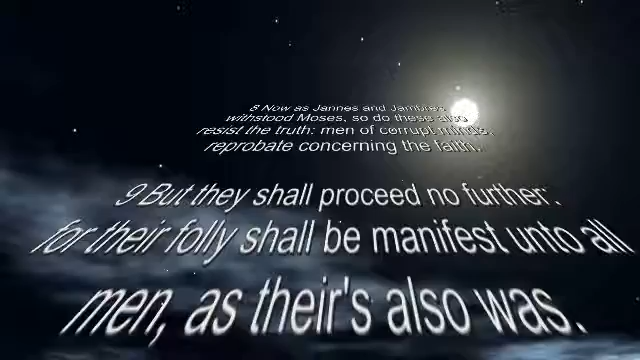 8 Now as Jannes and Jambres
withstood Moses, so do these also
resist the truth: men of corrupt minds,
reprobate concerning the faith.
9 But they shall proceed no further:
for their folly shall be manifest unto all
men, as their's also was.